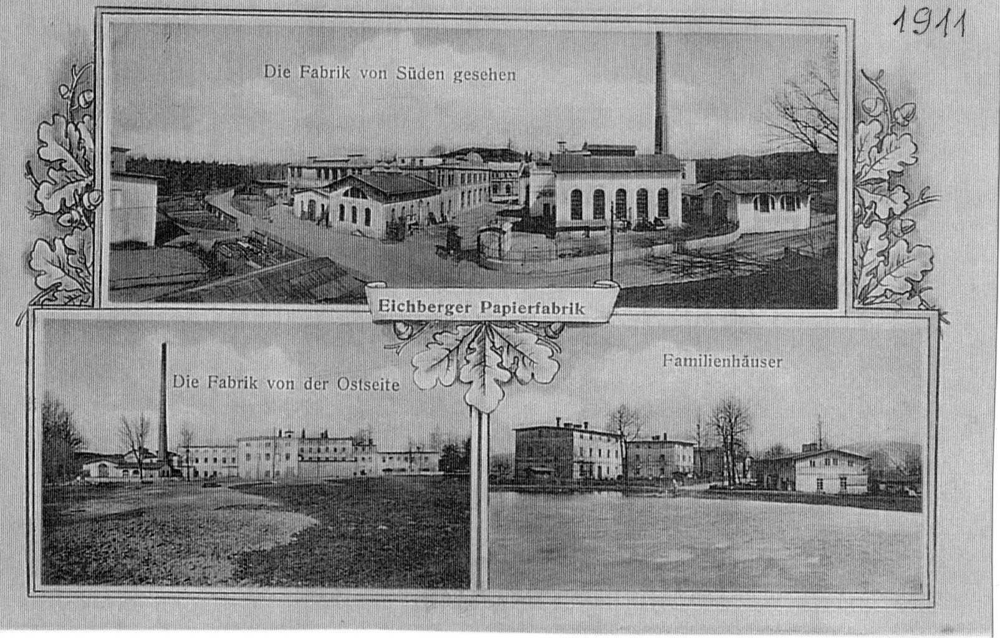 1911
Die Fabrik von Süden gesehen
Eichberger Papierfabrik
Die Fabrik von der Ostseite
Familienhäuser